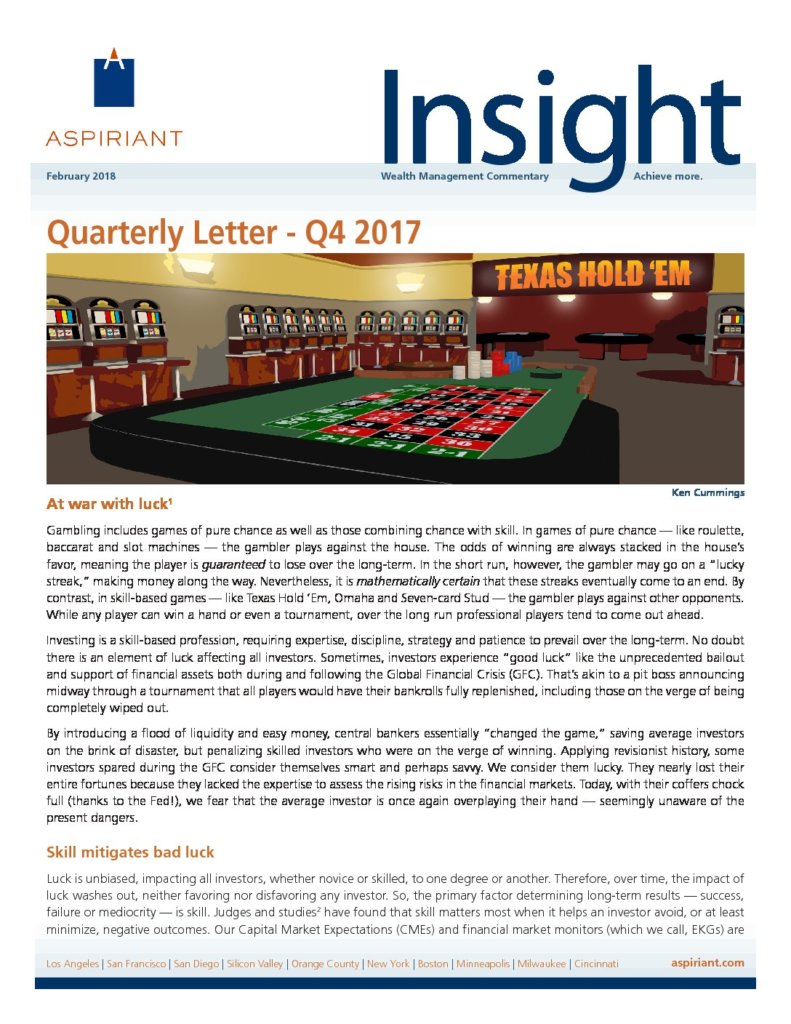 ASPIRIANT
Insight
February 2018
Wealth Management Commentary
Achieve more.
Quarterly Letter - Q4 2017
TEXAS HOLD ‘EM
Ken Cummings
At war with luck¹
Gambling includes games of pure chance as well as those combining chance with skill. In games of pure chance — like roulette,
baccarat and slot machines — the gambler plays against the house. The odds of winning are always stacked in the house’s
favor, meaning the player is guaranteed to lose over the long-term. In the short run, however, the gambler may go on a “lucky
streak,” making money along the way. Nevertheless, it is mathematically certain that these streaks eventually come to an end. By
contrast, in skill-based games — like Texas Hold ‘Em, Omaha and Seven-card Stud — the gambler plays against other opponents.
While any player can win a hand or even a tournament, over the long run professional players tend to come out ahead.
Investing is a skill-based profession, requiring expertise, discipline, strategy and patience to prevail over the long-term. No doubt
there is an element of luck affecting all investors. Sometimes, investors experience “good luck” like the unprecedented bailout
and support of financial assets both during and following the Global Financial Crisis (GFC). That’s akin to a pit boss announcing
midway through a tournament that all players would have their bankrolls fully replenished, including those on the verge of being
completely wiped out.
By introducing a flood of liquidity and easy money, central bankers essentially “changed the game,” saving average investors
on the brink of disaster, but penalizing skilled investors who were on the verge of winning. Applying revisionist history, some
investors spared during the GFC consider themselves smart and perhaps savvy. We consider them lucky. They nearly lost their
entire fortunes because they lacked the expertise to assess the rising risks in the financial markets. Today, with their coffers chock
full (thanks to the Fed!), we fear that the average investor is once again overplaying their hand — seemingly unaware of the
present dangers.
Skill mitigates bad luck
Luck is unbiased, impacting all investors, whether novice or skilled, to one degree or another. Therefore, over time, the impact of
luck washes out, neither favoring nor disfavoring any investor. So, the primary factor determining long-term results — success,
failure or mediocrity — is skill. Judges and studies² have found that skill matters most when it helps an investor avoid, or at least
minimize, negative outcomes. Our Capital Market Expectations (CMEs) and financial market monitors (which we call, EKGs) are
Los Angeles | San Francisco | San Diego | Silicon Valley | Orange County | New York | Boston | Minneapolis | Milwaukee | Cincinnati
aspiriant.com